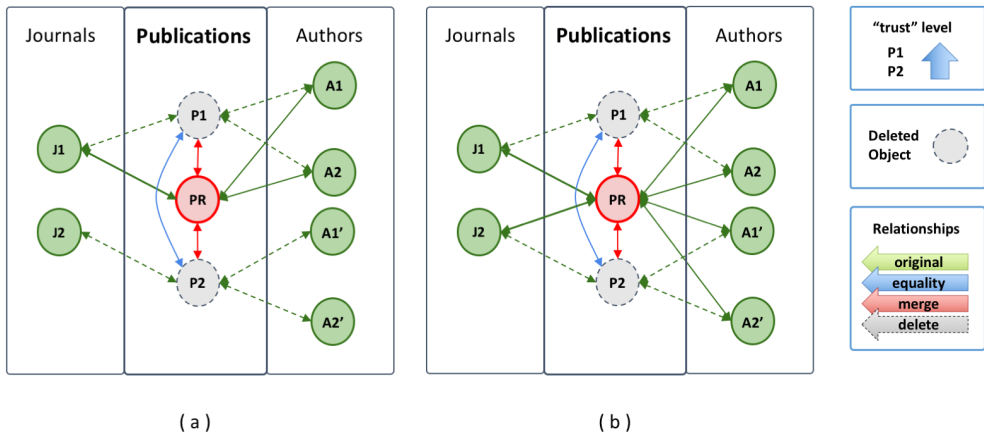 Journals
Publications
Authors
J1
J2
P1
PR
P2
A1
A2
A1’
A2’
( a )
Journals
Publications
Authors
J1
J2
P1
PR
P2
A1
A2
A1’
A2’
( b )
“trust” level
P1
P2
Deleted
Object
Relationships
original
equality
merge
delete